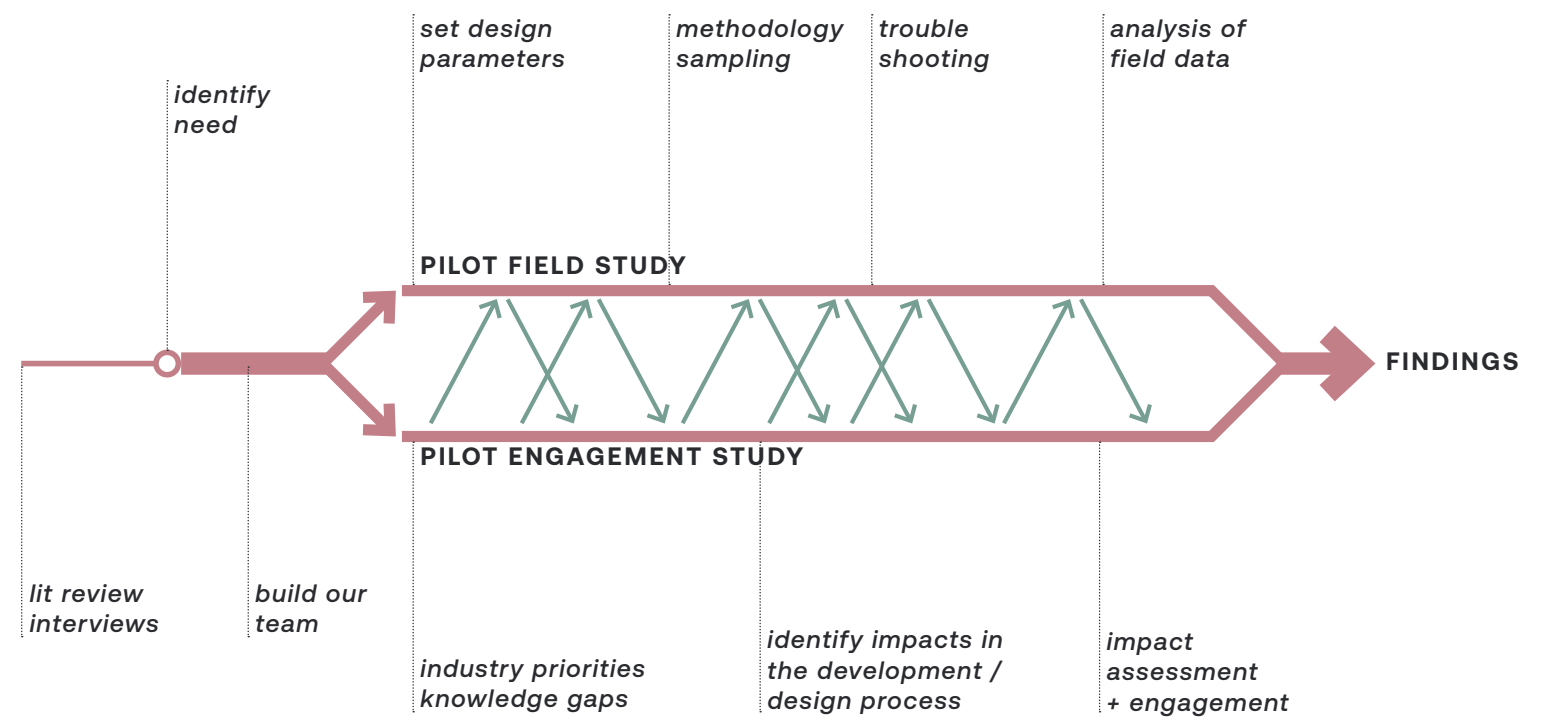 set design
parameters
methodology
sampling
trouble
shooting
analysis of
field data
identify
need
PILOT FIELD STUDY
FINDINGS
PILOT ENGAGEMENT STUDY
lit review
interviews
build our
team
industry priorities
knowledge gaps
identify impacts in
the development /
design process
impact
assessment
+ engagement